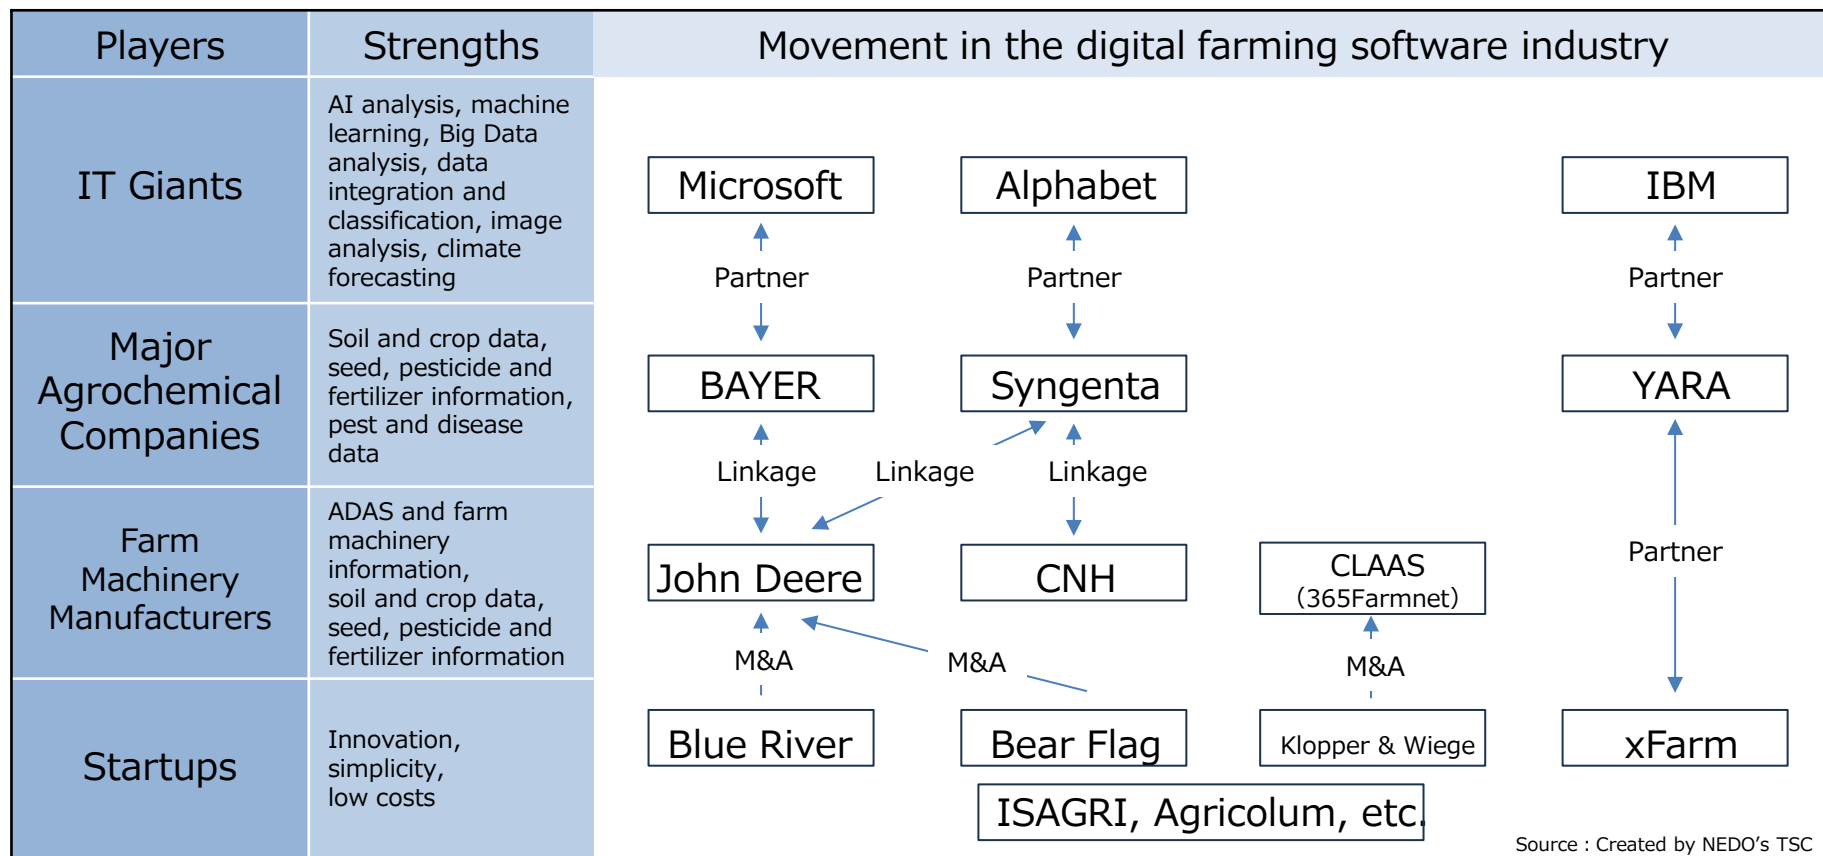 Players
Strengths
Movement in the digital farming software industry
IT Giants
AI analysis, machine
learning, Big Data
analysis, data
integration and
classification, image
analysis, climate
forecasting
Microsoft
Alphabet
IBM
Partner
Partner
Partner
Major
Agrochemical
Companies
Soil and crop data,
seed, pesticide and
fertilizer information,
pest and disease
data
BAYER
Syngenta
YARA
Linkage
Linkage
Linkage
Farm
Machinery
Manufacturers
ADAS and farm
machinery
information,
soil and crop data,
seed, pesticide and
fertilizer information
John Deere
CNH
CLAAS
(365Farmnet)
Partner
M&A
M&A
M&A
Startups
Innovation,
simplicity,
low costs
Blue River
Bear Flag
Klopper & Wiege
xFarm
ISAGRI, Agricolum, etc.
Source : Created by NEDO's TSC